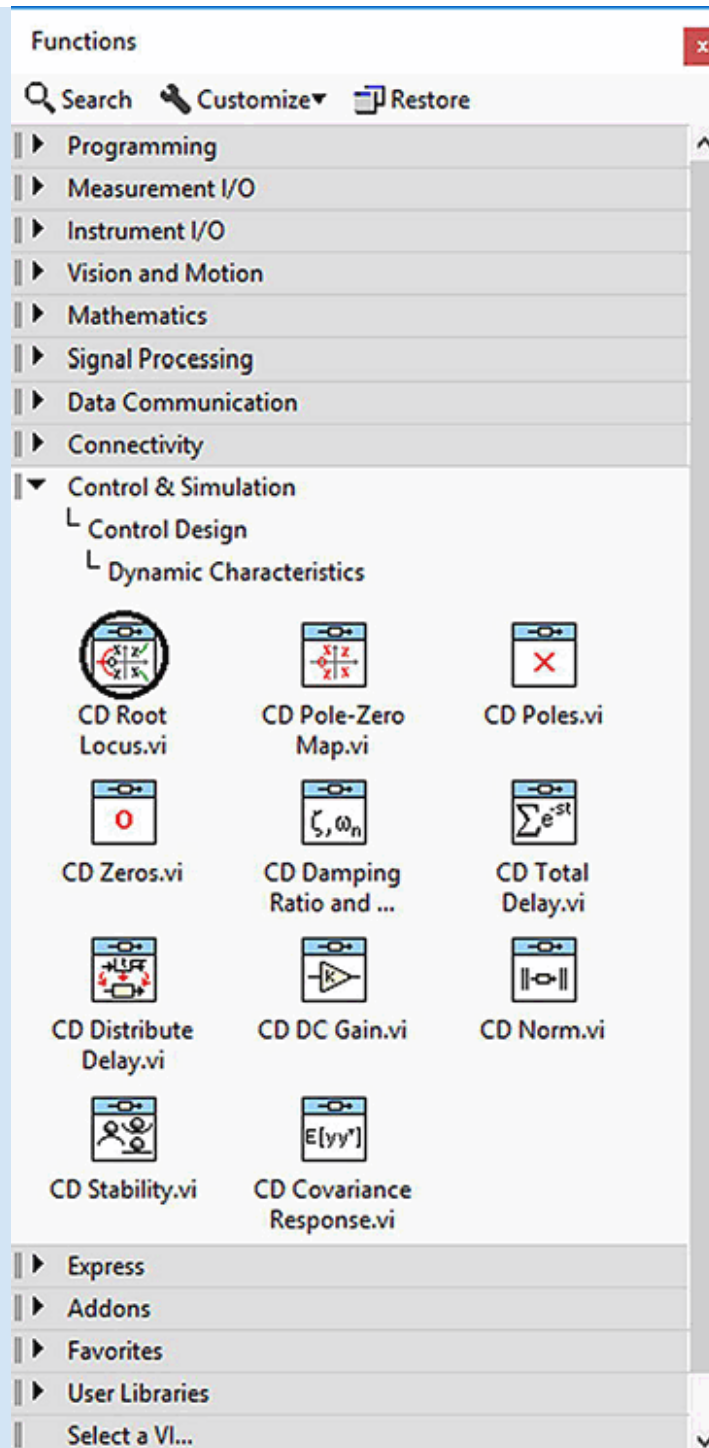 Functions
x
Search Customize▾ Restore
Programming
Measurement I/O
Instrument I/O
Vision and Motion
Mathematics
Signal Processing
Data Communication
Connectivity
Control & Simulation
Control Design
Dynamic Characteristics
CD Root
Locus.vi
CD Pole-Zero
Map.vi
CD Poles.vi
O
ζ, ωn
∑e-st
CD Zeros.vi
CD Damping
Ratio and ...
CD Total
Delay.vi
K
CD Distribute
Delay.vi
CD DC Gain.vi
CD Norm.vi
E[yyᵀ]
CD Stability.vi
CD Covariance
Response.vi
Express
Addons
Favorites
User Libraries
Select a VI...